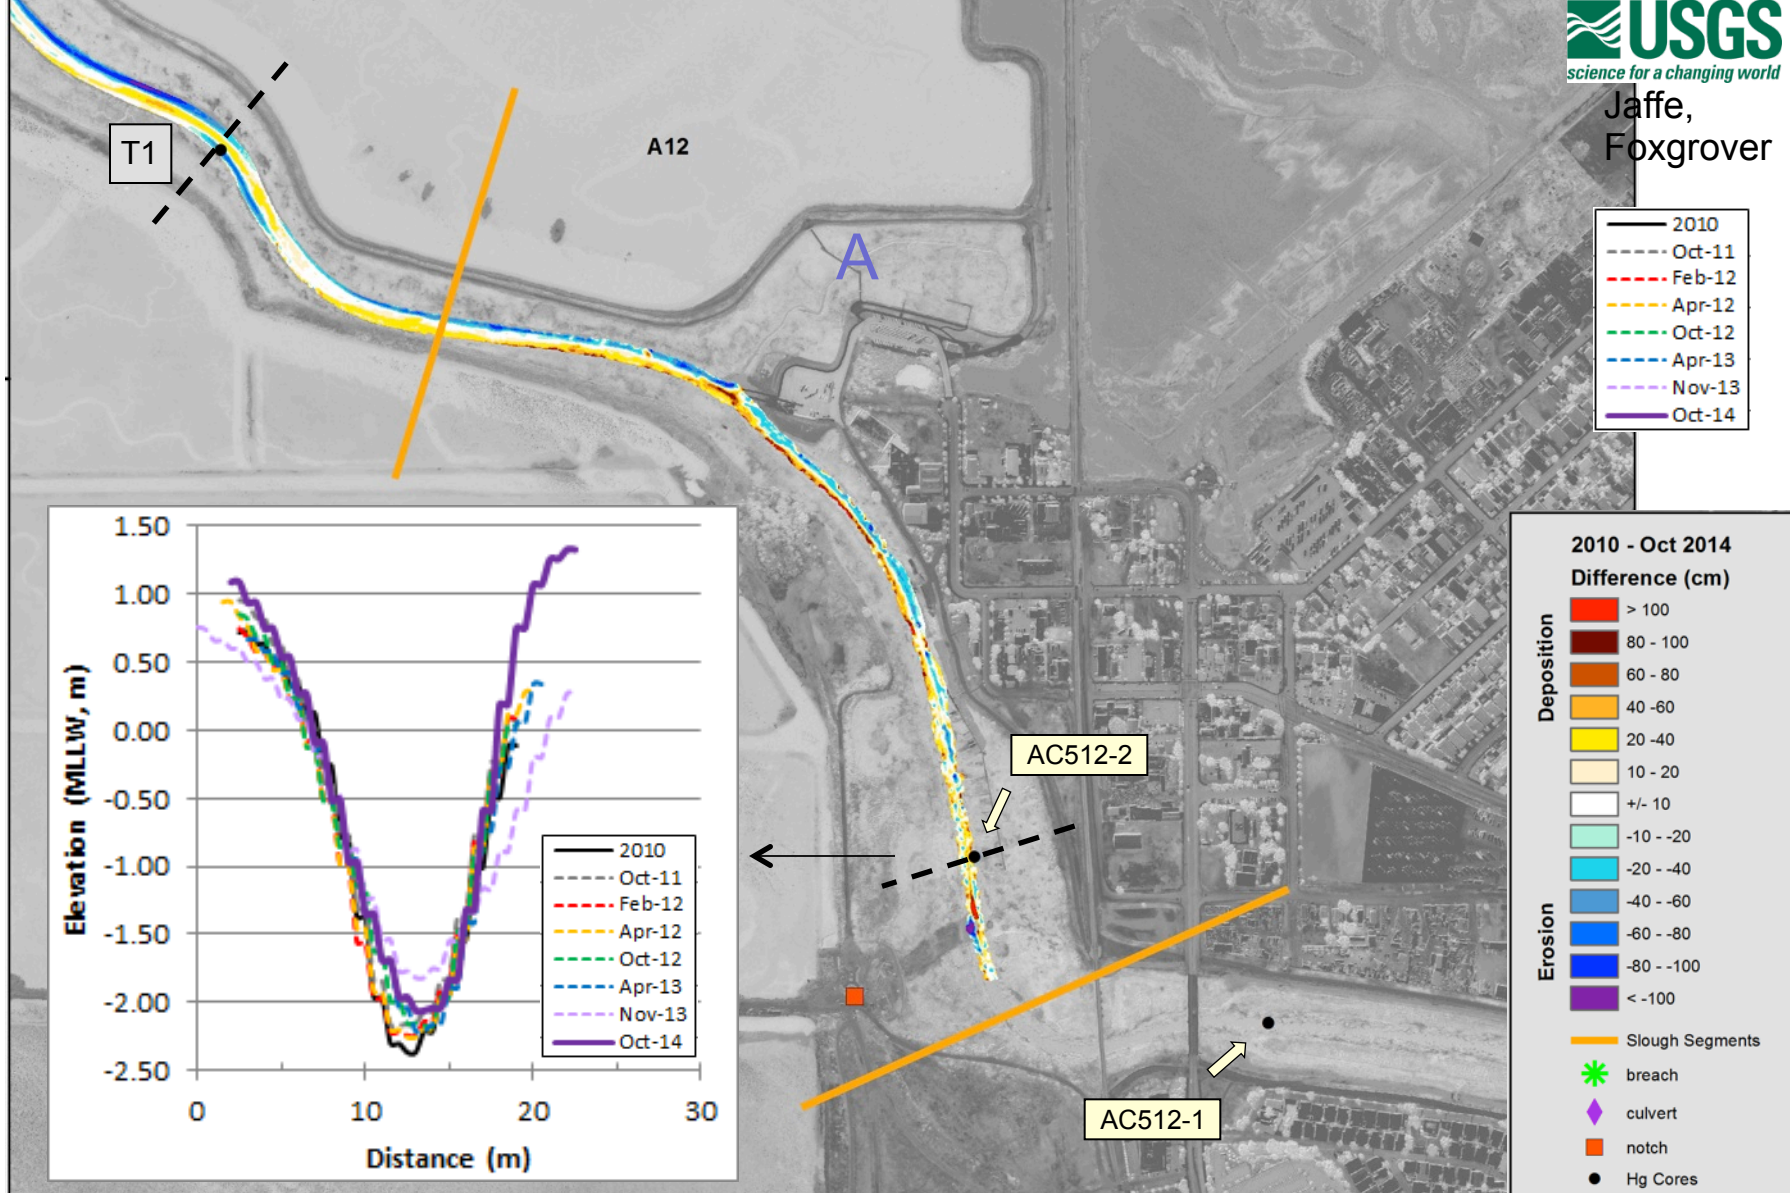 USGS
science for a changing world
Jaffe,
Foxgrover
T1
A12
A
2010
Oct-11
Feb-12
Apr-12
Oct-12
Apr-13
Nov-13
Oct-14
1.50
1.00
0.50
0.00
-0.50
-1.00
-1.50
-2.00
-2.50
Elevation (MLLW, m)
0
10
20
30
Distance (m)
2010
Oct-11
Feb-12
Apr-12
Oct-12
Apr-13
Nov-13
Oct-14
AC512-2
AC512-1
2010 - Oct 2014
Difference (cm)
Deposition
> 100
80 - 100
60 - 80
40 -60
20 -40
10 - 20
+/- 10
Erosion
-10 - -20
-20 - -40
-40 - -60
-60 - -80
-80 - -100
< -100
Slough Segments
breach
culvert
notch
Hg Cores